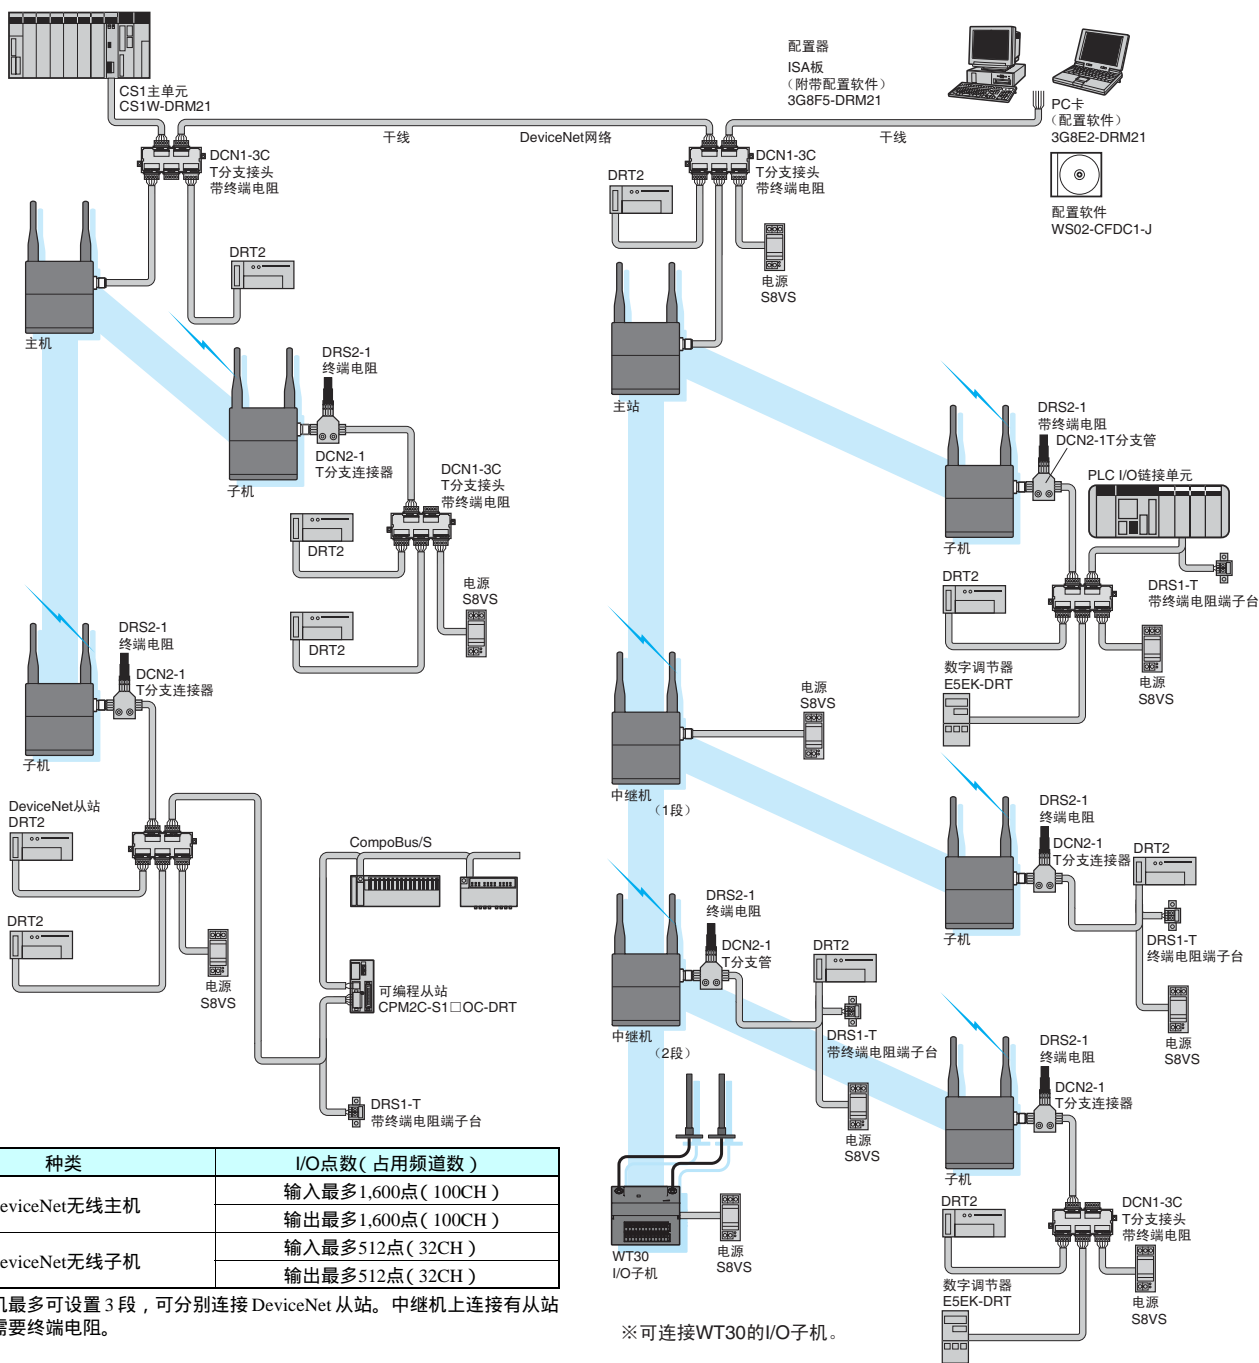 CS1主单元
CS1W-DRM21
干线
DeviceNet网络
干线
配置器
ISA板
（附带配置软件）
3G8F5-DRM21
PC卡
（配置软件）
3G8E2-DRM21
配置软件
WS02-CFDC1-J
DCN1-3C
T分支接头
带终端电阻
DRT2
主机
DRS2-1
终端电阻
DCN2-1
T分支连接器
子机
DCN1-3C
T分支接头
带终端电阻
DRT2
DRT2
电源
S8VS
DRS2-1
终端电阻
DCN2-1
T分支连接器
子机
DeviceNet从站
DRT2
DRT2
电源
S8VS
CompoBus/S
可编程从站
CPM2C-S1□OC-DRT
DRS1-T
带终端电阻端子台
DCN1-3C
T分支接头
带终端电阻
DRT2
电源
S8VS
主站
DRS2-1
带终端电阻
DCN2-1T分支管
PLC I/O链接单元
子机
DRT2
DRS1-T
带终端电阻端子台
数字调节器
E5EK-DRT
电源
S8VS
电源
S8VS
中继机
（1段）
DRS2-1
终端电阻
DCN2-1
T分支连接器
DRT2
子机
DRS1-T
终端电阻端子台
电源
S8VS
DRS2-1
终端电阻
DCN2-1
T分支管
DRT2
中继机
（2段）
DRS1-T
带终端电阻端子台
电源
S8VS
DRS2-1
终端电阻
DCN2-1
T分支连接器
子机
DRT2
DCN1-3C
T分支接头
带终端电阻
数字调节器
E5EK-DRT
电源
S8VS
WT30
I/O子机
电源
S8VS
※可连接WT30的I/O子机。
种类 I/O点数(占用频道数)
eviceNet无线主机 输入最多1,600点(100CH)
输出最多1,600点(100CH)
eviceNet无线子机 输入最多512点(32CH)
输出最多512点(32CH)
机最多可设置3段，可分别连接DeviceNet从站。中继机上连接有从站
需要终端电阻。